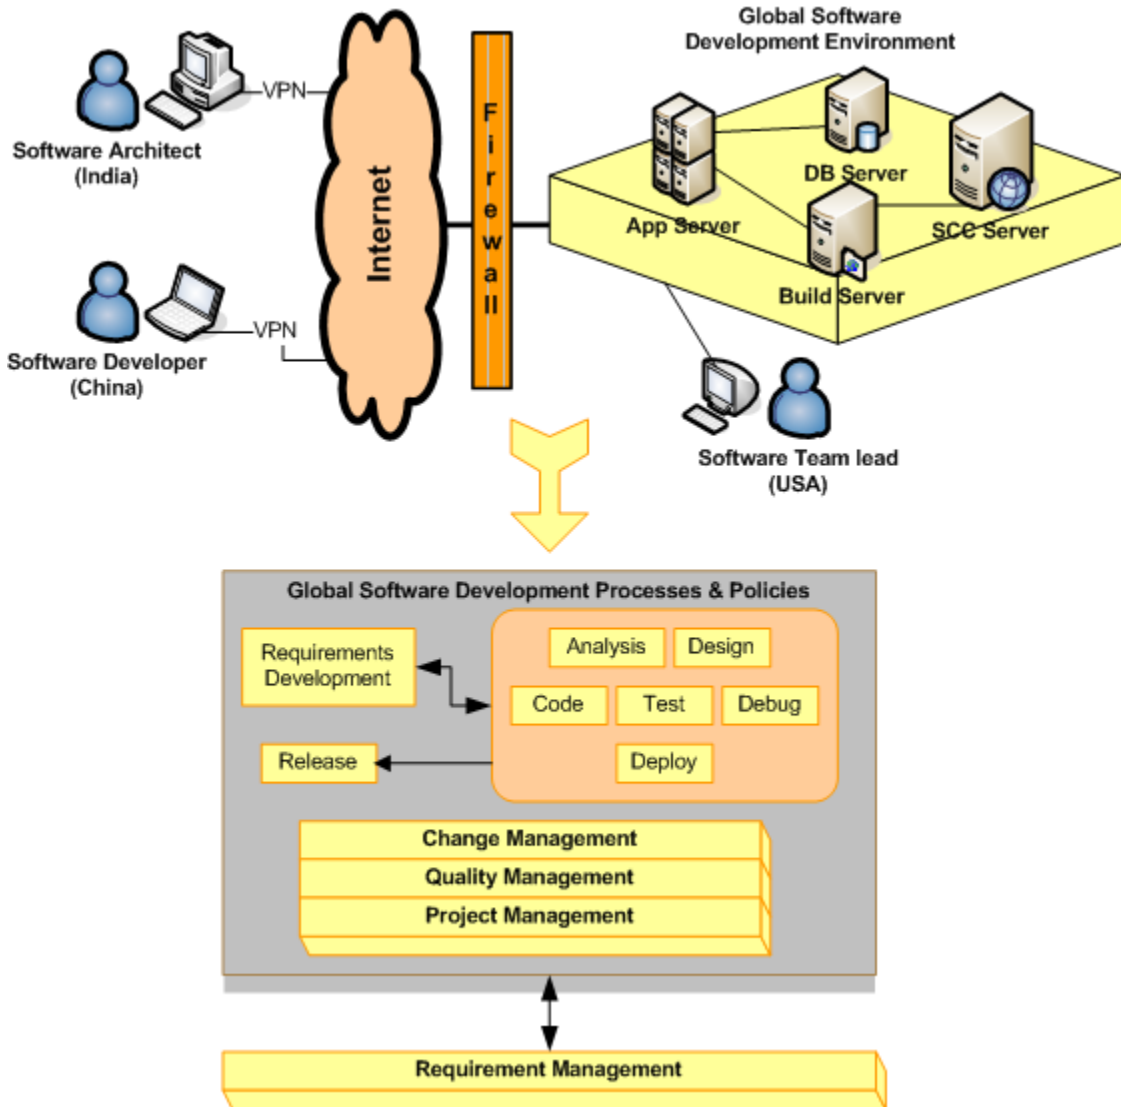 Global Software
Development Environment
VPN
Software Architect
(India)
Internet
Firewall
DB Server
App Server
SCC Server
Build Server
VPN
Software Developer
(China)
Software Team lead
(USA)
Global Software Development Processes & Policies
Requirements
Development
Analysis
Design
Code
Test
Debug
Release
Deploy
Change Management
Quality Management
Project Management
Requirement Management